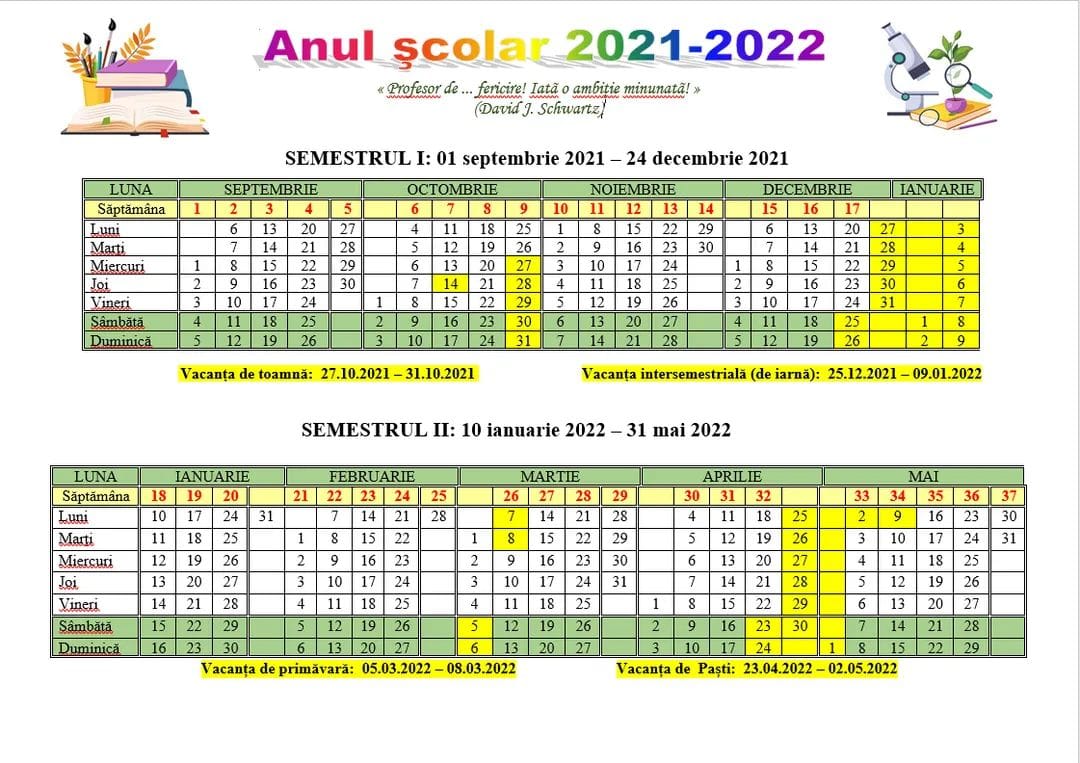 Anul şcolar 2021-2022
« Profesor de ... fericire! Iată o ambiție minunată! »
(David J. Schwartz)
SEMESTRUL I: 01 septembrie 2021 – 24 decembrie 2021
LUNA SEPTEMBRIE OCTOMBRIE NOIEMBRIE DECEMBRIE IANUARIE
Săptămâna 1 2 3 4 5 6 7 8 9 10 11 12 13 14 15 16 17
Luni 6 13 20 27 4 11 18 25 1 8 15 22 29 6 13 20 27 3
Marți 7 14 21 28 5 12 19 26 2 9 16 23 30 7 14 21 28 4
Miercuri 1 8 15 22 29 6 13 20 27 3 10 17 24 1 8 15 22 29 5
Joi 2 9 16 23 30 7 14 21 28 4 11 18 25 2 9 16 23 30 6
Vineri 3 10 17 24 1 8 15 22 29 5 12 19 26 3 10 17 24 31 7
Sâmbătă 4 11 18 25 2 9 16 23 30 6 13 20 27 4 11 18 25 1 8
Duminică 5 12 19 26 3 10 17 24 31 7 14 21 28 5 12 19 26 2 9
Vacanța de toamnă: 27.10.2021 – 31.10.2021 Vacanța intersemestrială (de iarnă): 25.12.2021 – 09.01.2022
SEMESTRUL II: 10 ianuarie 2022 – 31 mai 2022
LUNA IANUARIE FEBRUARIE MARTIE APRILIE MAI
Săptămâna 18 19 20 21 22 23 24 25 26 27 28 29 30 31 32 33 34 35 36 37
Luni 10 17 24 31 7 14 21 28 7 14 21 28 4 11 18 25 2 9 16 23 30
Marți 11 18 25 1 8 15 22 1 8 15 22 29 5 12 19 26 3 10 17 24 31
Miercuri 12 19 26 2 9 16 23 2 9 16 23 30 6 13 20 27 4 11 18 25
Joi 13 20 27 3 10 17 24 3 10 17 24 31 7 14 21 28 5 12 19 26
Vineri 14 21 28 4 11 18 25 4 11 18 25 1 8 15 22 29 6 13 20 27
Sâmbătă 15 22 29 5 12 19 26 5 12 19 26 2 9 16 23 30 7 14 21 28
Duminică 16 23 30 6 13 20 27 6 13 20 27 3 10 17 24 1 8 15 22 29
Vacanța de primăvară: 05.03.2022 – 08.03.2022 Vacanța de Paști: 23.04.2022 – 02.05.2022